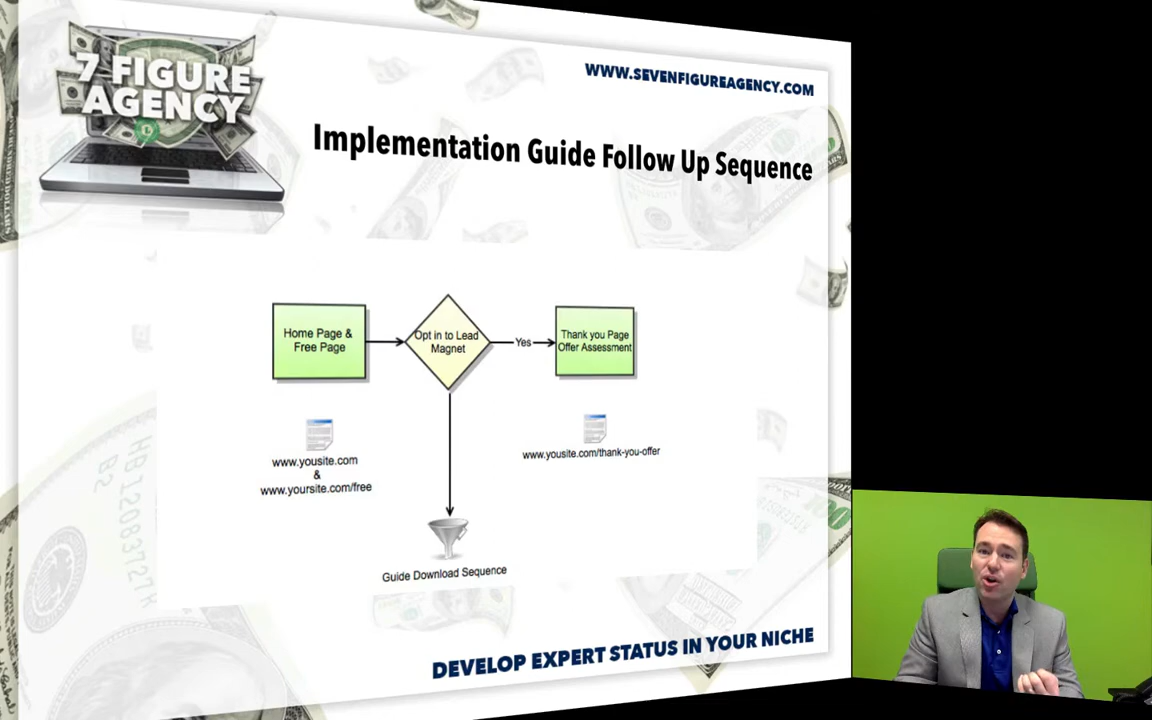 7 FIGURE
AGENCY
WWW.SEVENFIGUREAGENCY.COM
Implementation Guide Follow Up Sequence
Home Page &
Free Page
Opt in to Lead
Magnet
Yes
Thank you Page
Offer Assessment
www.yousite.com
&
www.yoursite.com/free
www.yousite.com/thank-you-offer
Guide Download Sequence
DEVELOP EXPERT STATUS IN YOUR NICHE